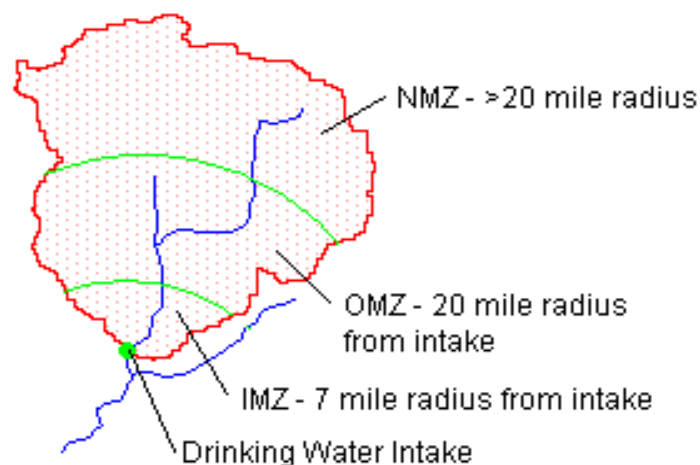 NMZ - >20 mile radius
OMZ - 20 mile radius
from intake
IMZ - 7 mile radius from intake
Drinking Water Intake